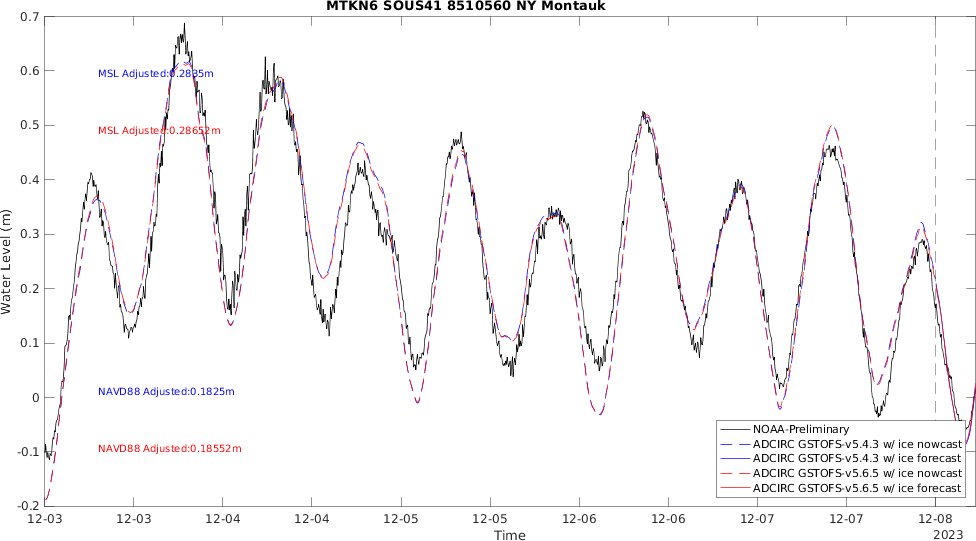 MTKN6 SOUS41 8510560 NY Montauk
0.7
0.6
0.5
0.4
0.3
0.2
0.1
0
-0.1
-0.2
Water Level (m)
MSL Adjusted:0.2835m
MSL Adjusted:0.28652m
NAVD88 Adjusted:0.1825m
NAVD88 Adjusted:0.18552m
NOAA-Preliminary
ADCIRC GSTOFS-v5.4.3 w/ ice nowcast
ADCIRC GSTOFS-v5.4.3 w/ ice forecast
ADCIRC GSTOFS-v5.6.5 w/ ice nowcast
ADCIRC GSTOFS-v5.6.5 w/ ice forecast
12-03 12-03 12-04 12-04 12-05 12-05 12-06 12-06 12-07 12-07 12-08
Time
2023